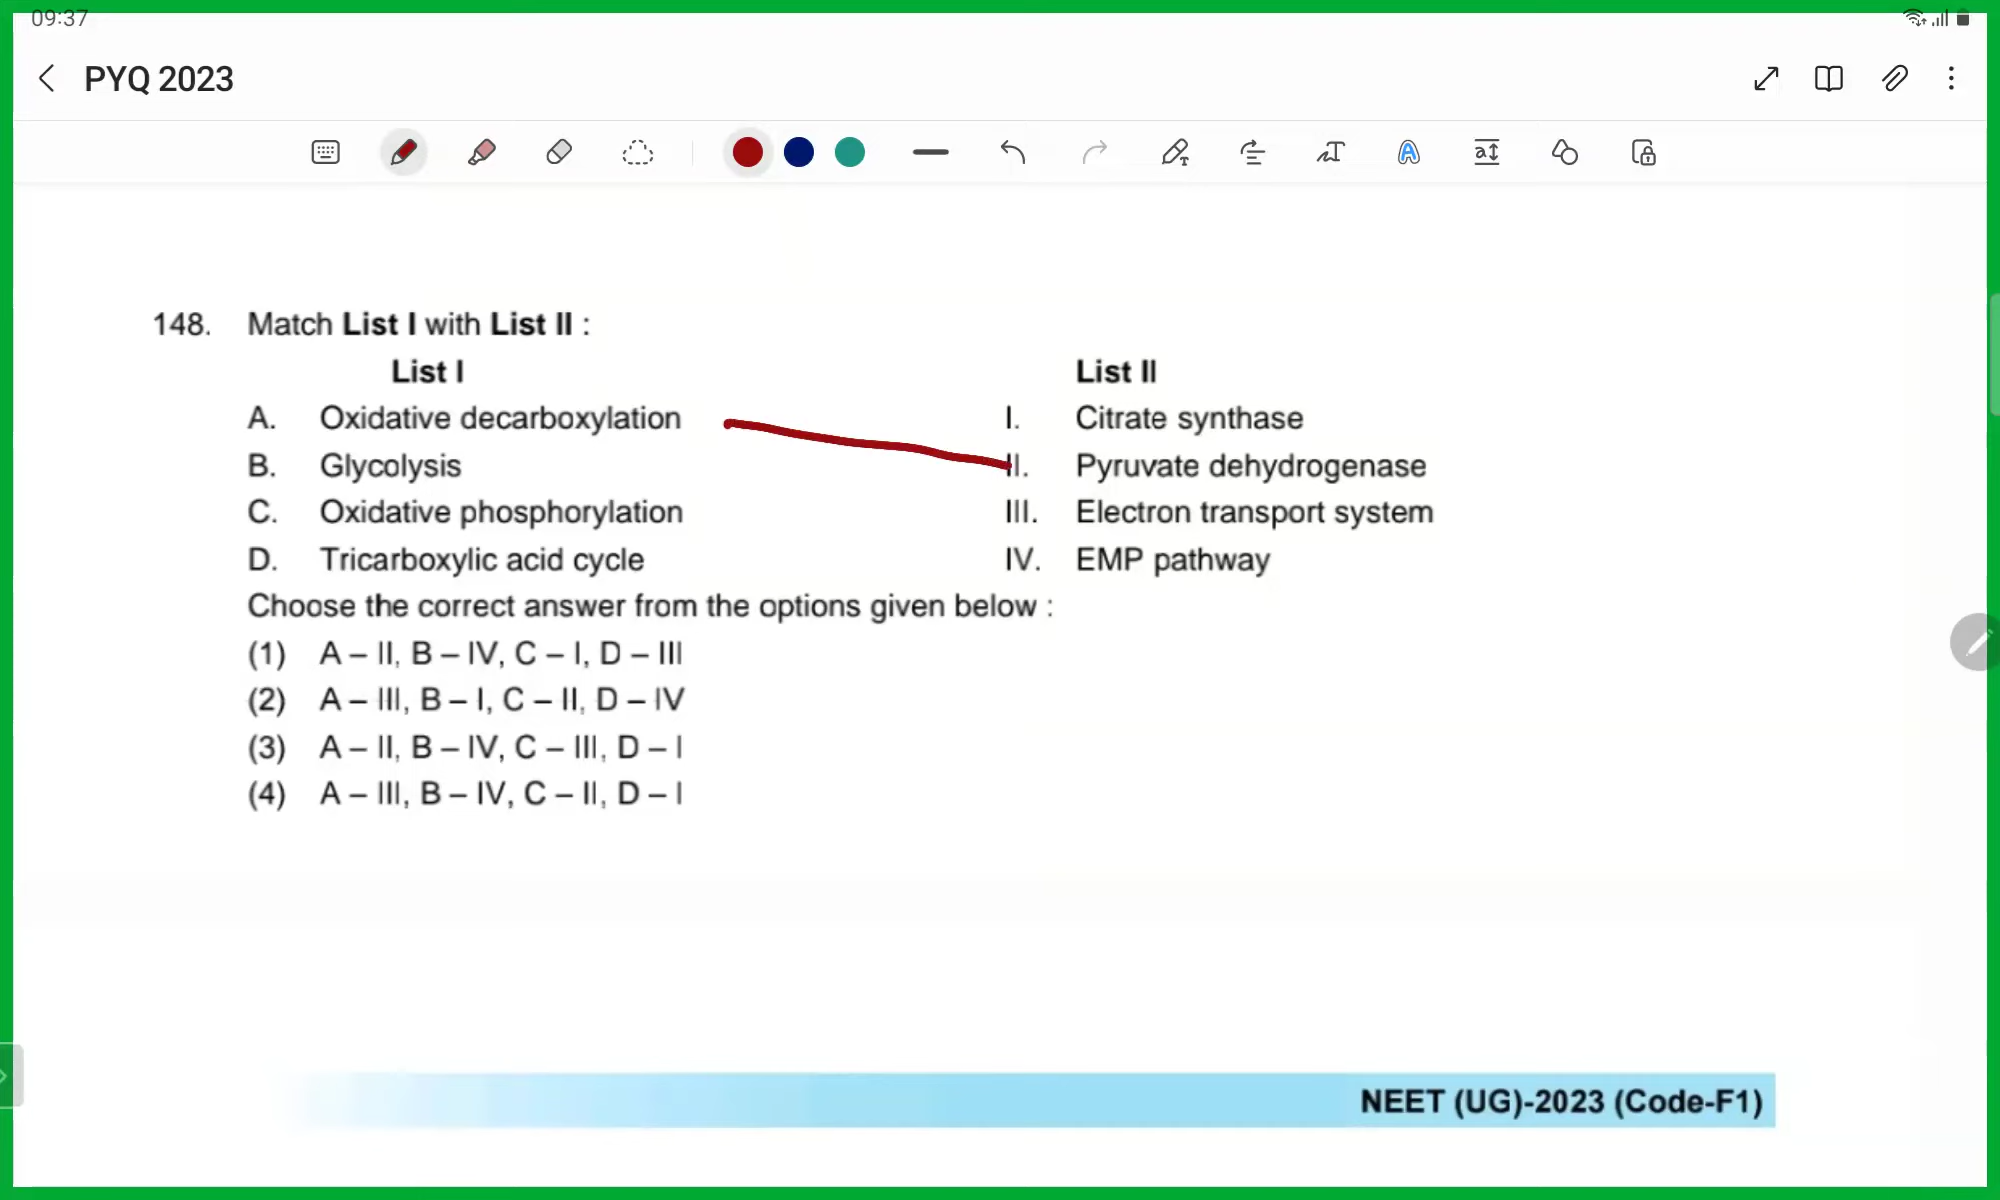 09:37
PYQ 2023
148. Match List I with List II :
List I List II
A. Oxidative decarboxylation I. Citrate synthase
B. Glycolysis II. Pyruvate dehydrogenase
C. Oxidative phosphorylation III. Electron transport system
D. Tricarboxylic acid cycle IV. EMP pathway
Choose the correct answer from the options given below :
(1) A – II, B – IV, C – I, D – III
(2) A – III, B – I, C – II, D – IV
(3) A – II, B – IV, C – III, D – I
(4) A – III, B – IV, C – II, D – I
NEET (UG)-2023 (Code-F1)